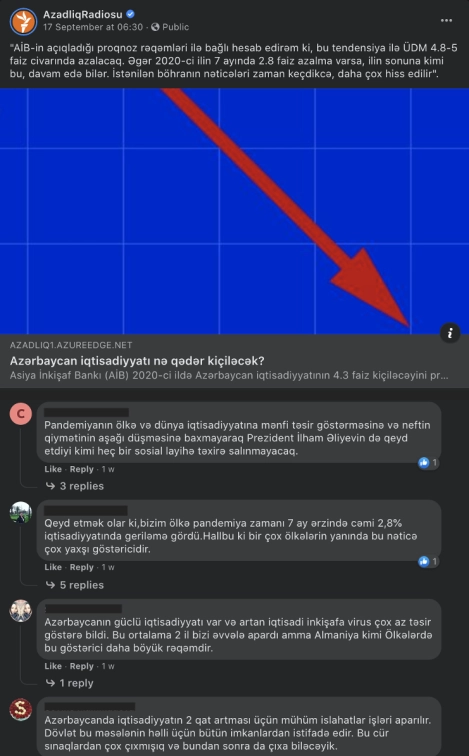 AzadliqRadiosu
17 September at 06:30 · Public
"AİB-in açıqladığı proqnoz rəqəmləri ilə bağlı hesab edirəm ki, bu tendensiya ilə ÜDM 4.8-5
faiz civarında azalacaq. Əgər 2020-ci ilin 7 ayında 2.8 faiz azalma varsa, ilin sonuna kimi
bu, davam edə bilər. İstənilən böhranın nəticələri zaman keçdikcə, daha çox hiss edilir".
AZADLIQ1.AZUREEDGE.NET
Azərbaycan iqtisadiyyatı nə qədər kiçiləcək?
Asiya İnkişaf Bankı (AİB) 2020-ci ildə Azərbaycan iqtisadiyyatının 4.3 faiz kiçiləcəyini pr...
C
Pandemiyanın ölkə və dünya iqtisadiyyatına mənfi təsir göstərməsinə və neftin
qiymətinin aşağı düşməsinə baxmayaraq Prezident İlham Əliyevin də qeyd
etdiyi kimi heç bir sosial layihə təxirə salınmayacaq.
1
Like · Reply · 1 w
3 replies
Qeyd etmək olar ki,bizim ölkə pandemiya zamanı 7 ay ərzində cəmi 2,8%
iqtisadiyyatında geriləmə gördü.Hallbu ki bir çox ölkələrin yanında bu nəticə
çox yaxşı göstəricidir.
1
Like · Reply · 1 w
5 replies
Azərbaycanın güclü iqtisadiyyatı var və artan iqtisadi inkişafa virus çox az təsir
göstərə bildi. Bu ortalama 2 il bizi əvvələ apardı amma Almaniya kimi Ölkələrdə
bu göstərici daha böyük rəqəmdir.
Like · Reply · 1 w
1 reply
S
Azərbaycanda iqtisadiyyatın 2 qat artması üçün mühüm islahatlar işləri aparılır.
Dövlət bu məsələnin həlli üçün bütün imkanlardan istifadə edir. Bu cür
sınaqlardan çox çıxmışıq və bundan sonra da çıxa biləcəyik.